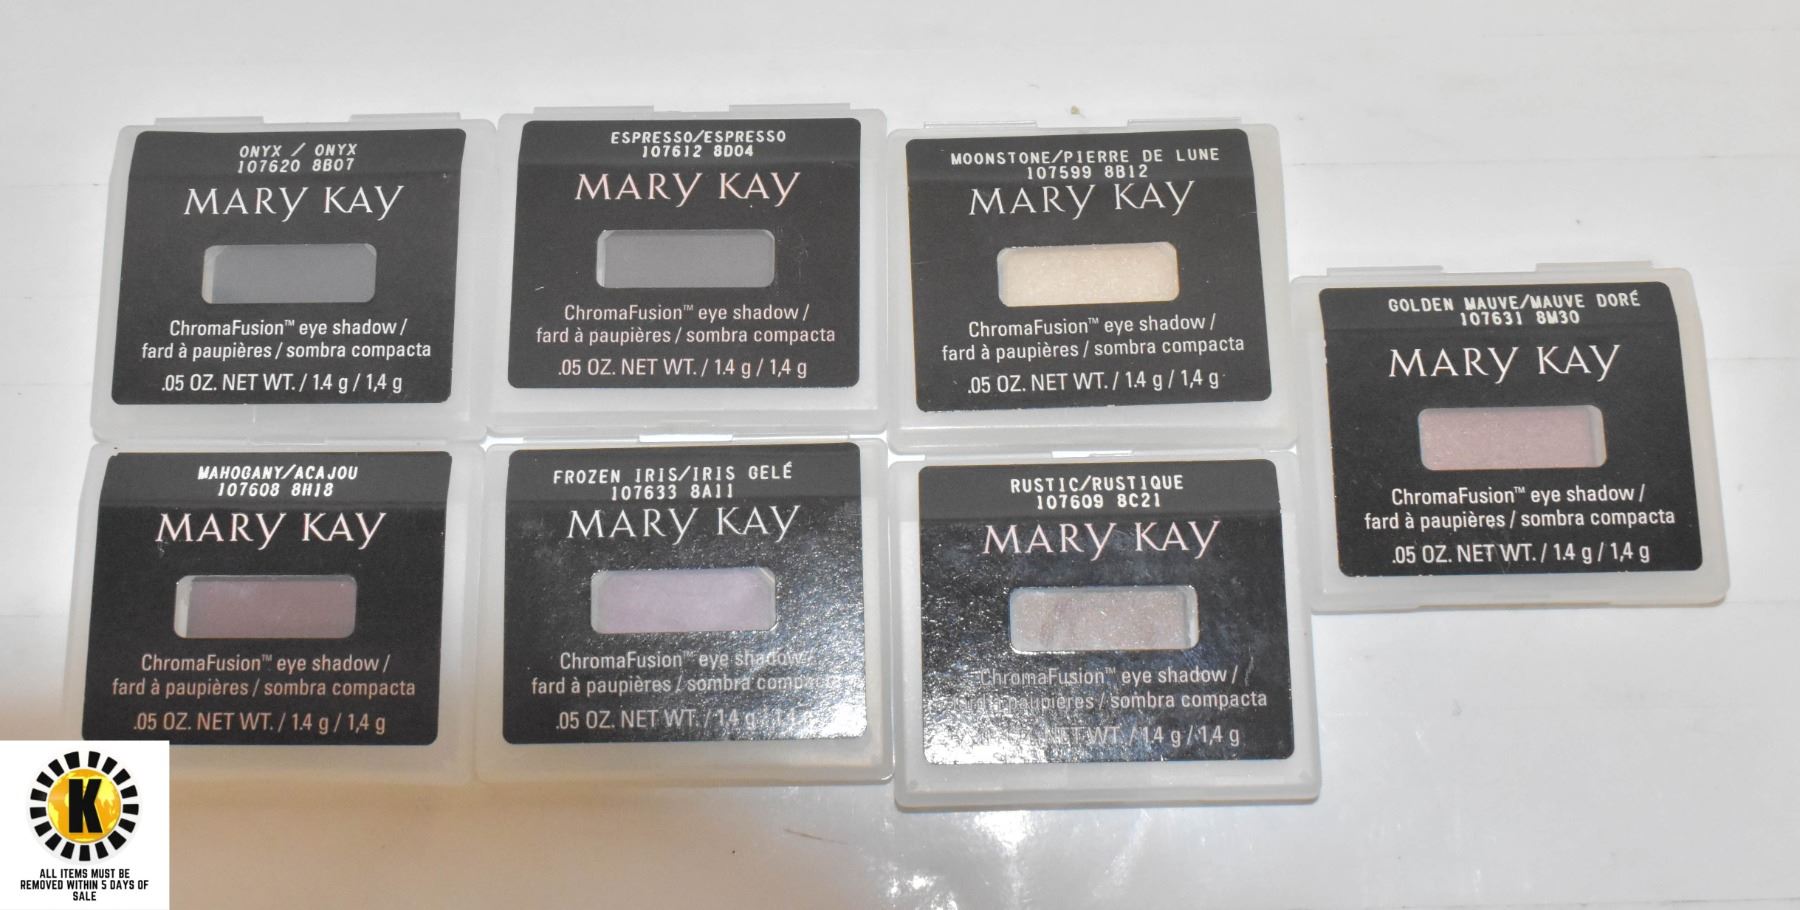 ONYX / ONYX
107620 8B07
MARY KAY
ChromaFusion™ eye shadow /
fard à paupières / sombra compacta
.05 OZ. NET WT. / 1.4 g / 1,4 g
ESPRESSO/ESPRESSO
107612 8D04
MARY KAY
ChromaFusion™ eye shadow /
fard à paupières / sombra compacta
.05 OZ. NET WT. / 1.4 g / 1,4 g
MOONSTONE/PIERRE DE LUNE
107599 8B12
MARY KAY
ChromaFusion™ eye shadow /
fard à paupières / sombra compacta
.05 OZ. NET WT. / 1.4 g / 1,4 g
GOLDEN MAUVE/MAUVE DORÉ
107631 8M30
MARY KAY
ChromaFusion™ eye shadow /
fard à paupières / sombra compacta
.05 OZ. NET WT. / 1.4 g / 1,4 g
MAHOGANY/ACAJOU
107608 8H18
MARY KAY
ChromaFusion™ eye shadow /
fard à paupières / sombra compacta
.05 OZ. NET WT. / 1.4 g / 1,4 g
FROZEN IRIS/IRIS GELÉ
107633 8A11
MARY KAY
ChromaFusion™ eye shadow /
fard à paupières / sombra compacta
.05 OZ. NET WT. / 1.4 g / 1,4 g
RUSTIC/RUSTIQUE
107609 8C21
MARY KAY
ChromaFusion™ eye shadow /
paupières / sombra compacta
NET WT. / 1.4 g / 1,4 g
K
ALL ITEMS MUST BE
REMOVED WITHIN 5 DAYS OF
SALE